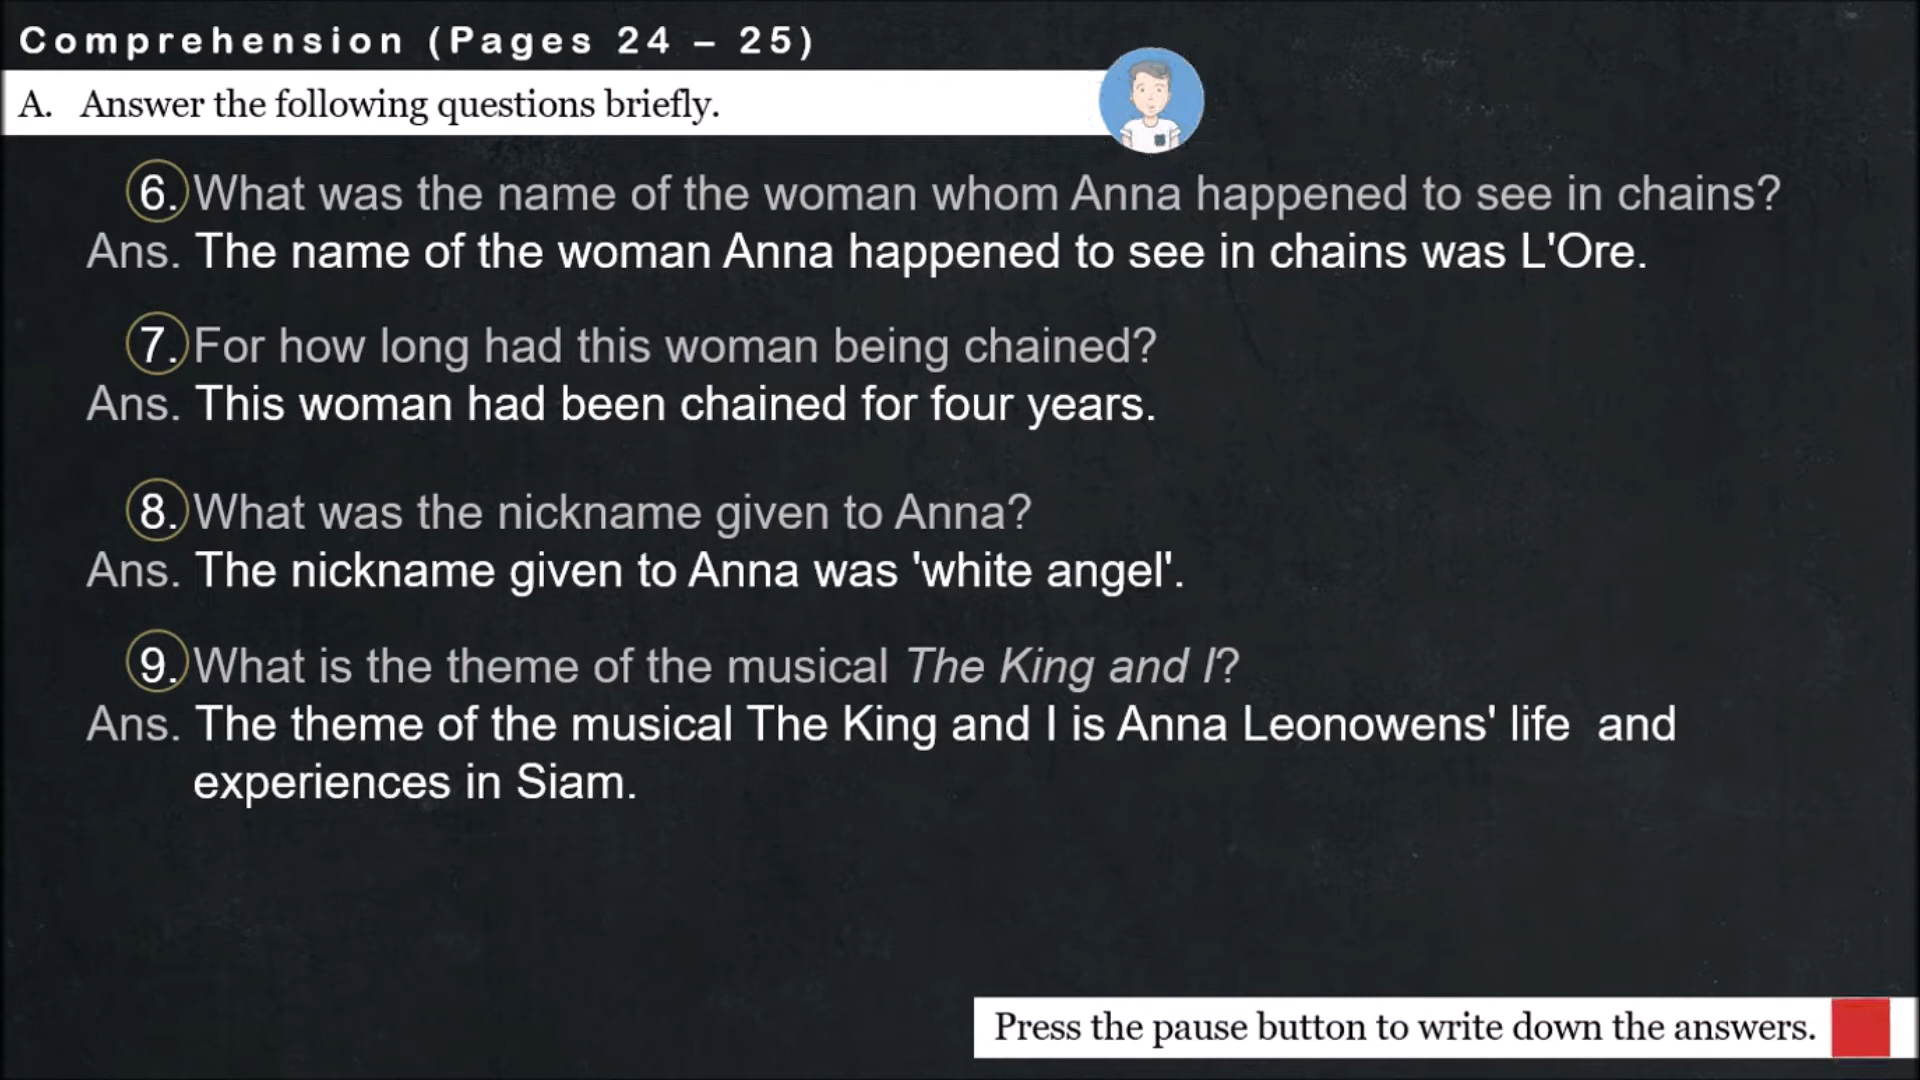 Comprehension (Pages 24 – 25)
A. Answer the following questions briefly.
6. What was the name of the woman whom Anna happened to see in chains?
Ans. The name of the woman Anna happened to see in chains was L'Ore.
7. For how long had this woman being chained?
Ans. This woman had been chained for four years.
8. What was the nickname given to Anna?
Ans. The nickname given to Anna was 'white angel'.
9. What is the theme of the musical The King and I?
Ans. The theme of the musical The King and I is Anna Leonowens' life and
experiences in Siam.
Press the pause button to write down the answers.